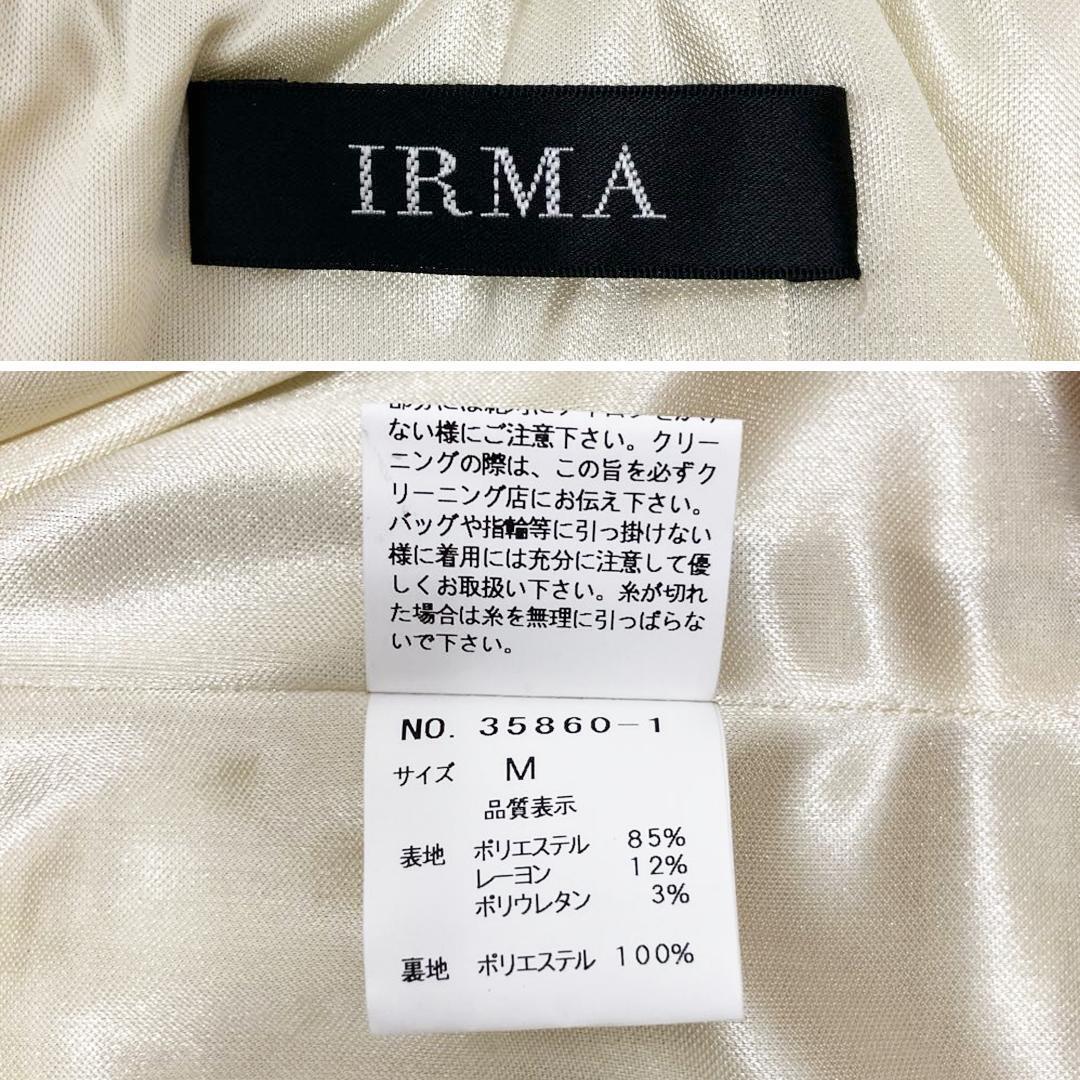 IRMA
ない様にご注意下さい。クリー
ニングの際は、この旨を必ずク
リーニング店にお伝え下さい。
バッグや指輪等に引っ掛けない
様に着用には充分に注意して優
しくお取扱い下さい。糸が切れ
た場合は糸を無理に引っぱらな
いで下さい。
NO. 35860-1
サイズ M
品質表示
表地 ポリエステル 85%
レーヨン 12%
ポリウレタン 3%
裏地 ポリエステル 100%